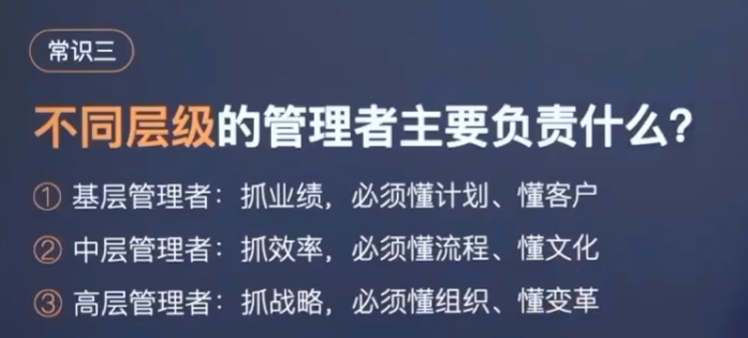 常识三
不同层级的管理者主要负责什么？
① 基层管理者：抓业绩，必须懂计划、懂客户
② 中层管理者：抓效率，必须懂流程、懂文化
③ 高层管理者：抓战略，必须懂组织、懂变革